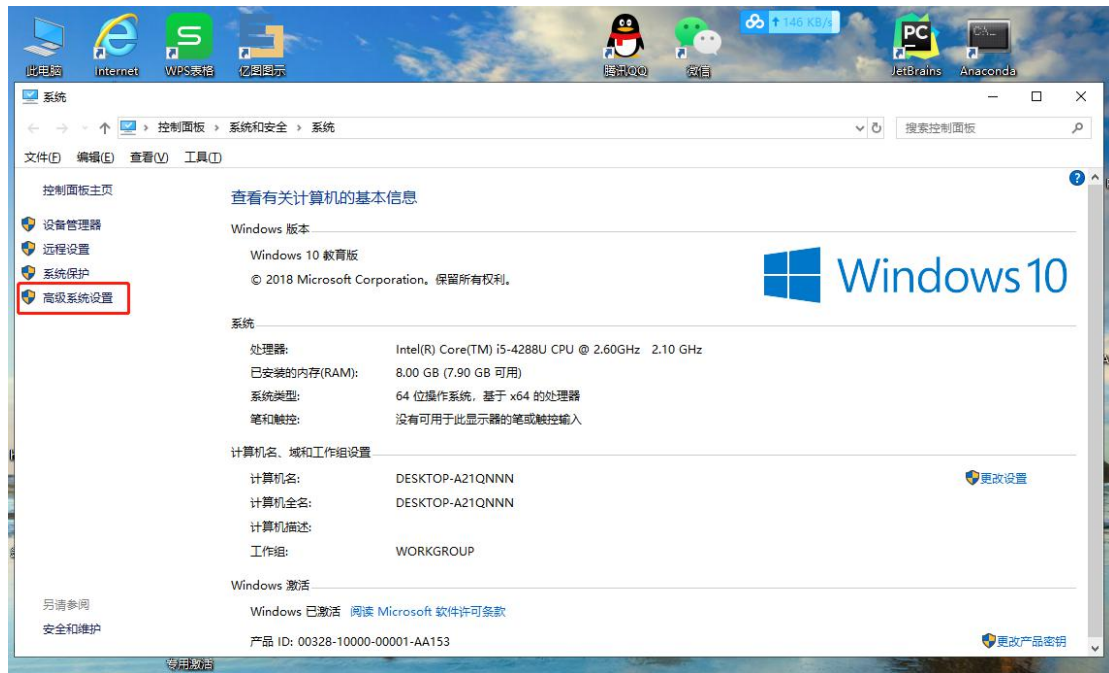 此电脑 Internet WPS表格 亿图图示 腾讯QQ 微信 146 KB/s JetBrains Anaconda
系统
控制面板 系统和安全 系统 搜索控制面板
文件(F) 编辑(E) 查看(V) 工具(T)
控制面板主页
设备管理器
远程设置
系统保护
高级系统设置
查看有关计算机的基本信息
Windows 版本
Windows 10 教育版
© 2018 Microsoft Corporation。保留所有权利。
Windows 10
系统
处理器: Intel(R) Core(TM) i5-4288U CPU @ 2.60GHz 2.10 GHz
已安装的内存(RAM): 8.00 GB (7.90 GB 可用)
系统类型: 64 位操作系统, 基于 x64 的处理器
笔和触控: 没有可用于此显示器的笔或触控输入
计算机名、域和工作组设置
计算机名: DESKTOP-A21QNNN 更改设置
计算机全名: DESKTOP-A21QNNN
计算机描述:
工作组: WORKGROUP
Windows 激活
Windows 已激活 阅读 Microsoft 软件许可条款
产品 ID: 00328-10000-00001-AA153 更改产品密钥
另请参阅
安全和维护
专用激活